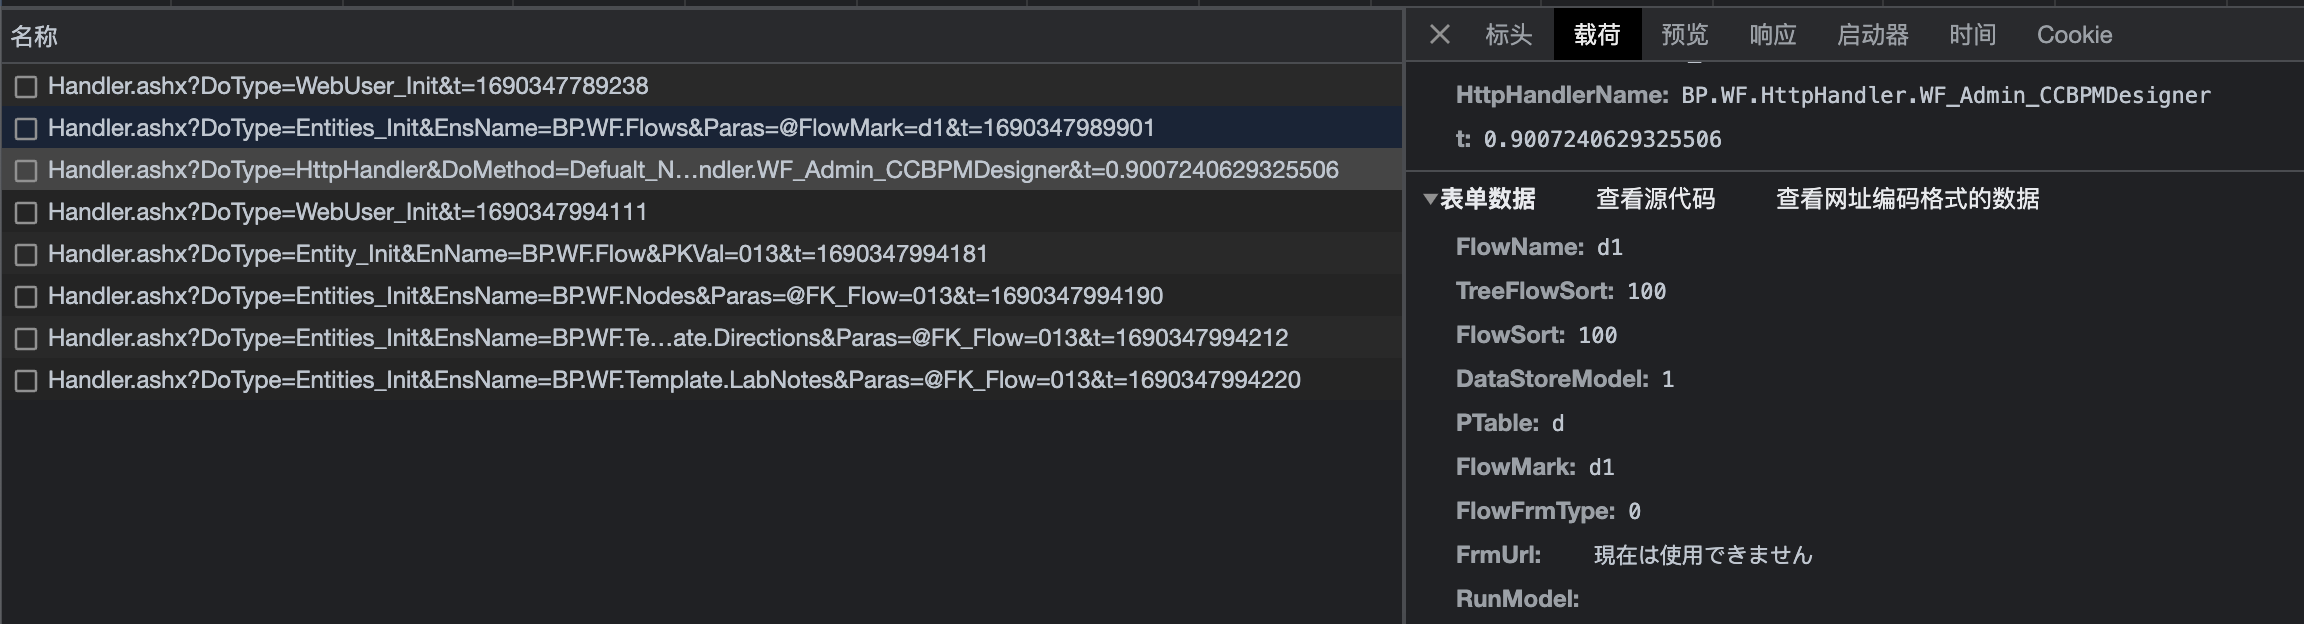 名称
Handler.ashx?DoType=WebUser_Init&t=1690347789238
Handler.ashx?DoType=Entities_Init&EnsName=BP.WF.Flows&Paras=@FlowMark=d1&t=1690347989901
Handler.ashx?DoType=HttpHandler&DoMethod=Defualt_N…ndler.WF_Admin_CCBPMDesigner&t=0.9007240629325506
Handler.ashx?DoType=WebUser_Init&t=1690347994111
Handler.ashx?DoType=Entity_Init&EnName=BP.WF.Flow&PKVal=013&t=1690347994181
Handler.ashx?DoType=Entities_Init&EnsName=BP.WF.Nodes&Paras=@FK_Flow=013&t=1690347994190
Handler.ashx?DoType=Entities_Init&EnsName=BP.WF.Te…ate.Directions&Paras=@FK_Flow=013&t=1690347994212
Handler.ashx?DoType=Entities_Init&EnsName=BP.WF.Template.LabNotes&Paras=@FK_Flow=013&t=1690347994220
标头 载荷 预览 响应 启动器 时间 Cookie
HttpHandlerName: BP.WF.HttpHandler.WF_Admin_CCBPMDesigner
t: 0.9007240629325506
表单数据 查看源代码 查看网址编码格式的数据
FlowName: d1
TreeFlowSort: 100
FlowSort: 100
DataStoreModel: 1
PTable: d
FlowMark: d1
FlowFrmType: 0
FrmUrl: 現在は使用できません
RunModel: